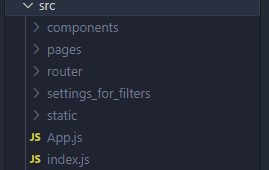 src
components
pages
router
settings_for_filters
static
JS App.js
JS index.js